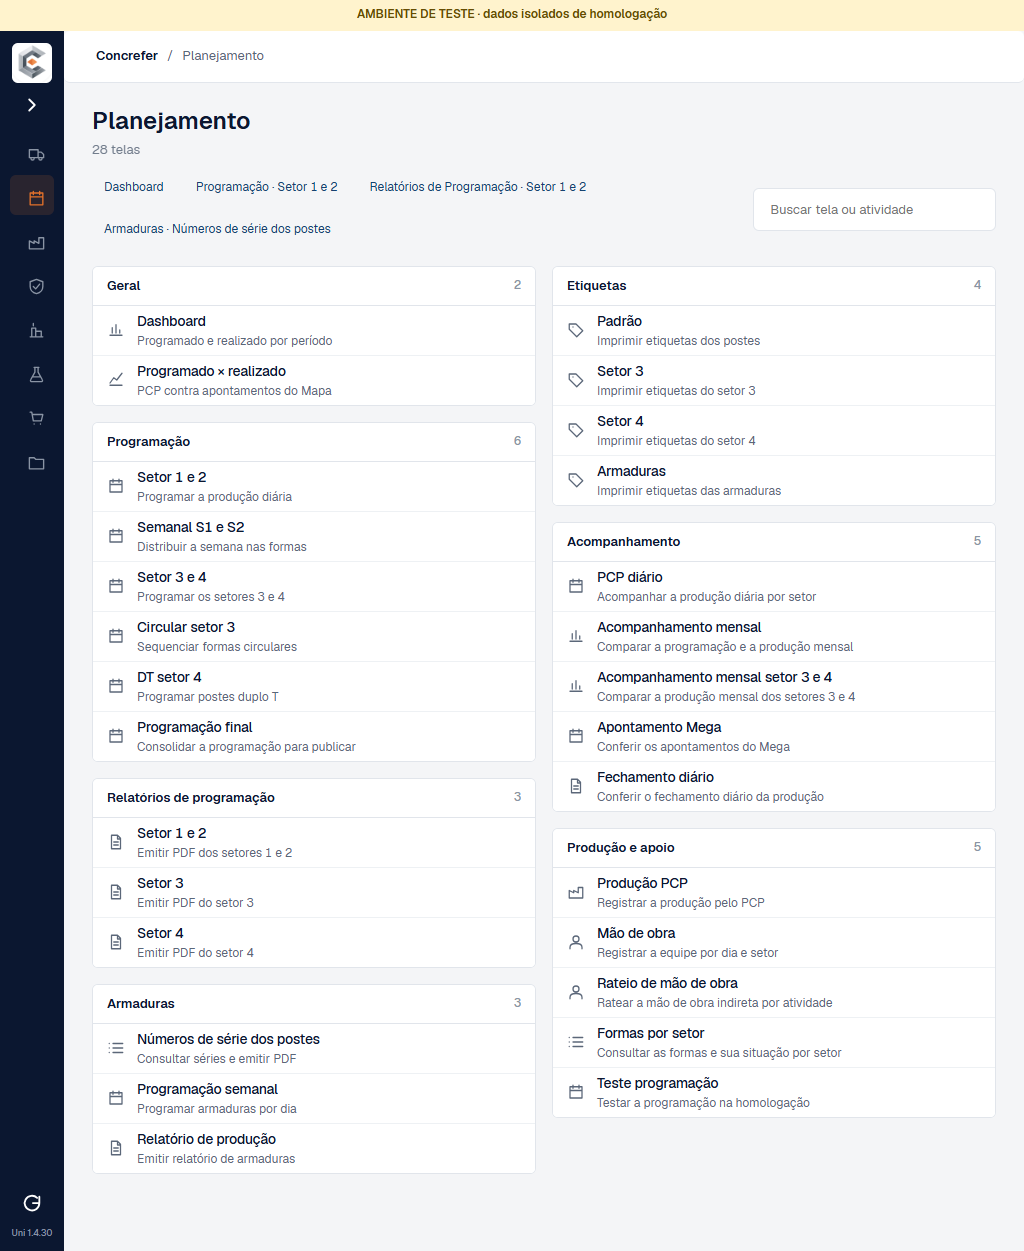 AMBIENTE DE TESTE · dados isolados de homologação
Concrefer / Planejamento
Planejamento
28 telas
Dashboard
Programação · Setor 1 e 2
Relatórios de Programação · Setor 1 e 2
Armaduras · Números de série dos postes
Buscar tela ou atividade
Geral 2
Dashboard
Programado e realizado por período
Programado × realizado
PCP contra apontamentos do Mapa
Programação 6
Setor 1 e 2
Programar a produção diária
Semanal S1 e S2
Distribuir a semana nas formas
Setor 3 e 4
Programar os setores 3 e 4
Circular setor 3
Sequenciar formas circulares
DT setor 4
Programar postes duplo T
Programação final
Consolidar a programação para publicar
Relatórios de programação 3
Setor 1 e 2
Emitir PDF dos setores 1 e 2
Setor 3
Emitir PDF do setor 3
Setor 4
Emitir PDF do setor 4
Armaduras 3
Números de série dos postes
Consultar séries e emitir PDF
Programação semanal
Programar armaduras por dia
Relatório de produção
Emitir relatório de armaduras
Etiquetas 4
Padrão
Imprimir etiquetas dos postes
Setor 3
Imprimir etiquetas do setor 3
Setor 4
Imprimir etiquetas do setor 4
Armaduras
Imprimir etiquetas das armaduras
Acompanhamento 5
PCP diário
Acompanhar a produção diária por setor
Acompanhamento mensal
Comparar a programação e a produção mensal
Acompanhamento mensal setor 3 e 4
Comparar a produção mensal dos setores 3 e 4
Apontamento Mega
Conferir os apontamentos do Mega
Fechamento diário
Conferir o fechamento diário da produção
Produção e apoio 5
Produção PCP
Registrar a produção pelo PCP
Mão de obra
Registrar a equipe por dia e setor
Rateio de mão de obra
Ratear a mão de obra indireta por atividade
Formas por setor
Consultar as formas e sua situação por setor
Teste programação
Testar a programação na homologação
Uni 1.4.30